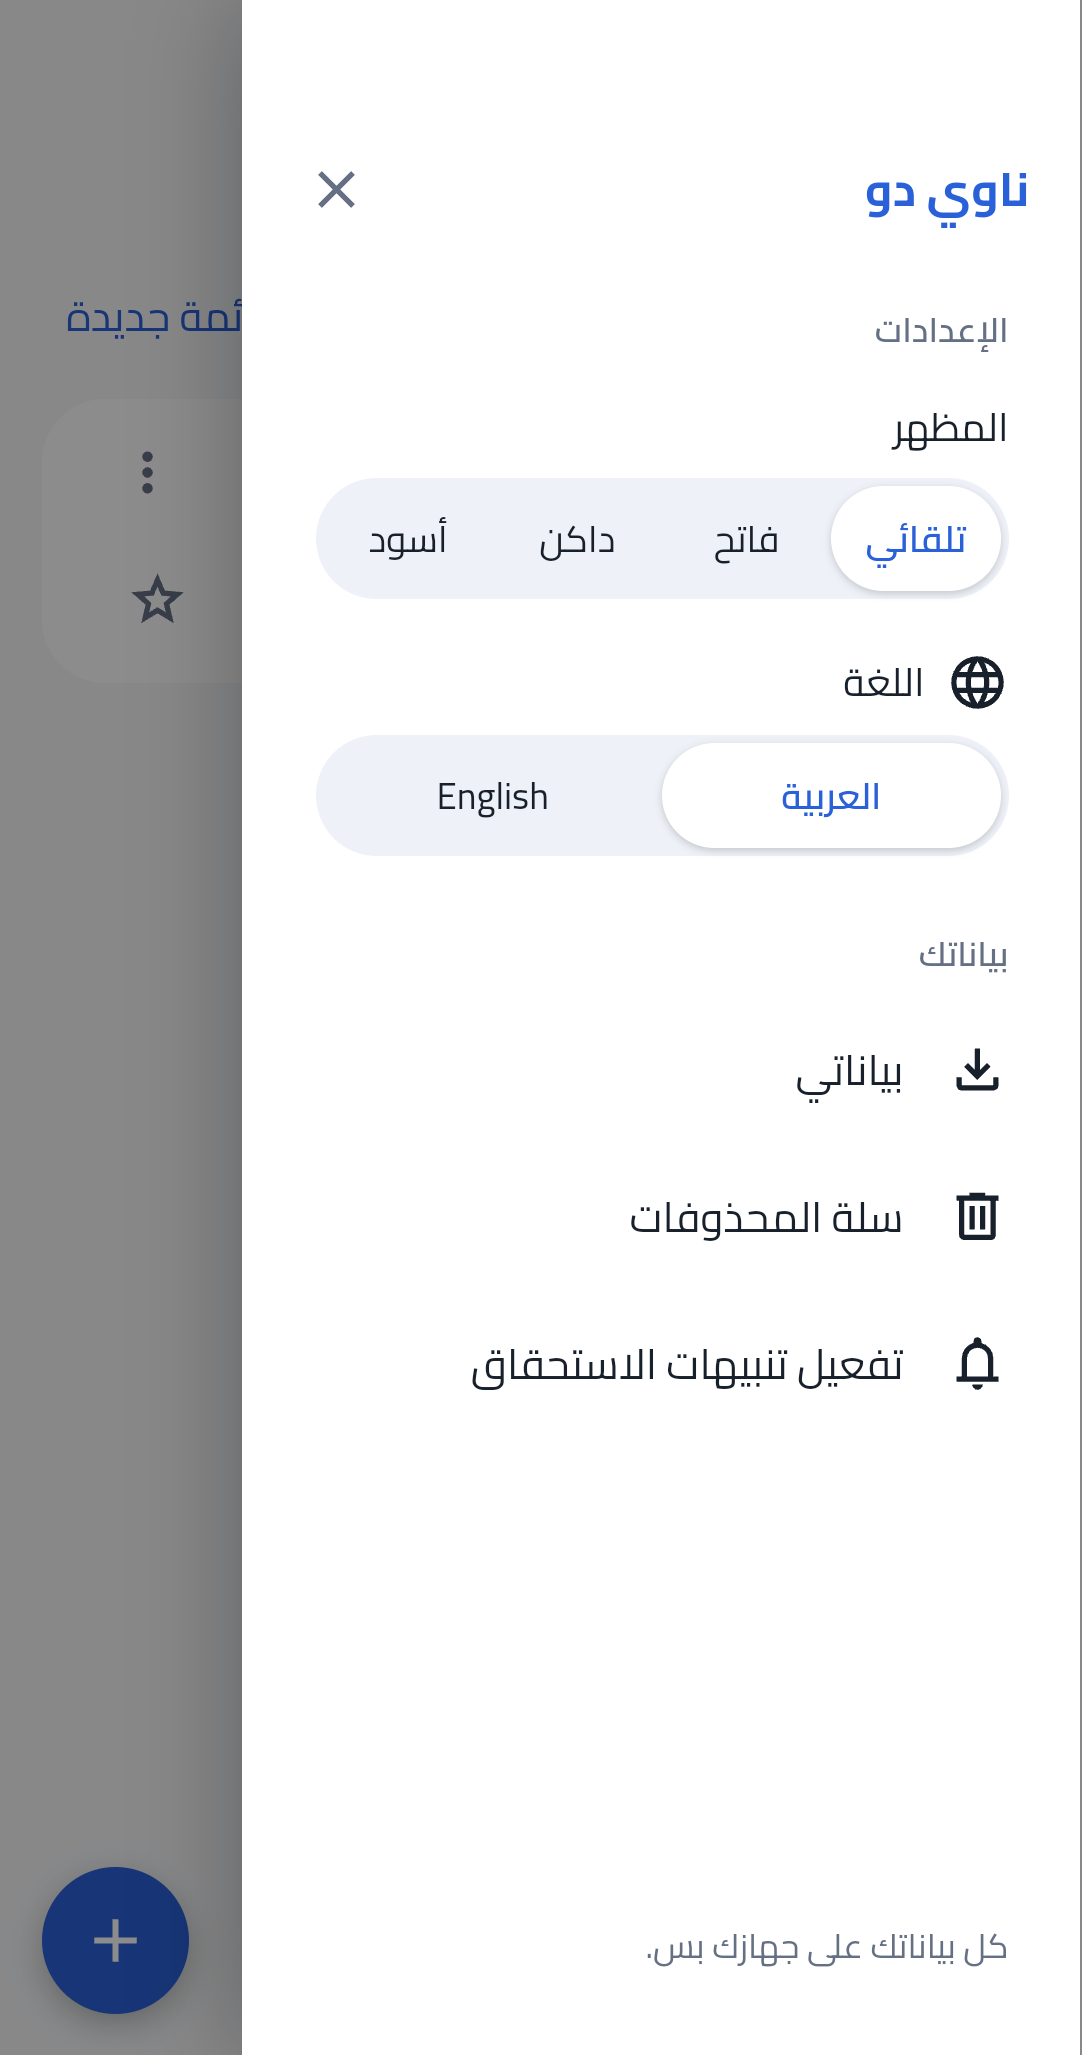 ناوي دو
الإعدادات
المظهر
تلقائي فاتح داكن أسود
اللغة
العربية English
بياناتك
بياناتي
سلة المحذوفات
تفعيل تنبيهات الاستحقاق
كل بياناتك على جهازك بس.
جديدة